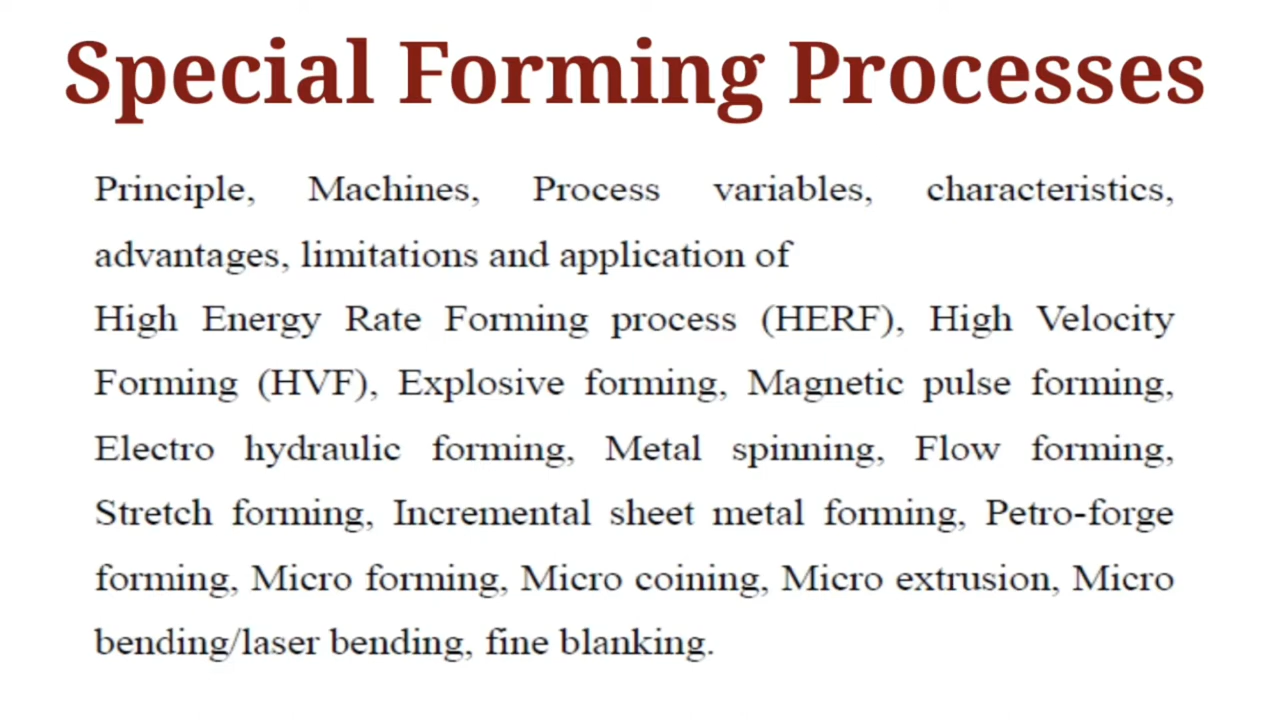 Special Forming Processes
Principle, Machines, Process variables, characteristics,
advantages, limitations and application of
High Energy Rate Forming process (HERF), High Velocity
Forming (HVF), Explosive forming, Magnetic pulse forming,
Electro hydraulic forming, Metal spinning, Flow forming,
Stretch forming, Incremental sheet metal forming, Petro-forge
forming, Micro forming, Micro coining, Micro extrusion, Micro
bending/laser bending, fine blanking.